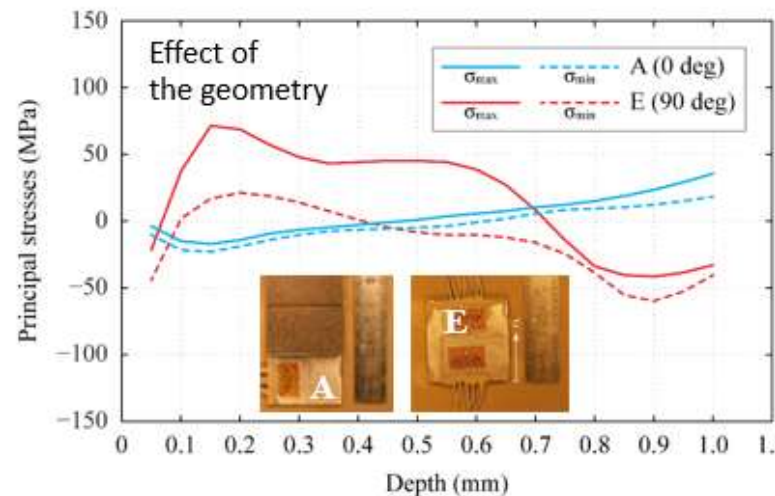 150
100
50
0
−50
−100
−150
Principal stresses (MPa)
Effect of
the geometry
σmax σmin A (0 deg)
σmax σmin E (90 deg)
A
E
0 0.1 0.2 0.3 0.4 0.5 0.6 0.7 0.8 0.9 1.0 1.
Depth (mm)